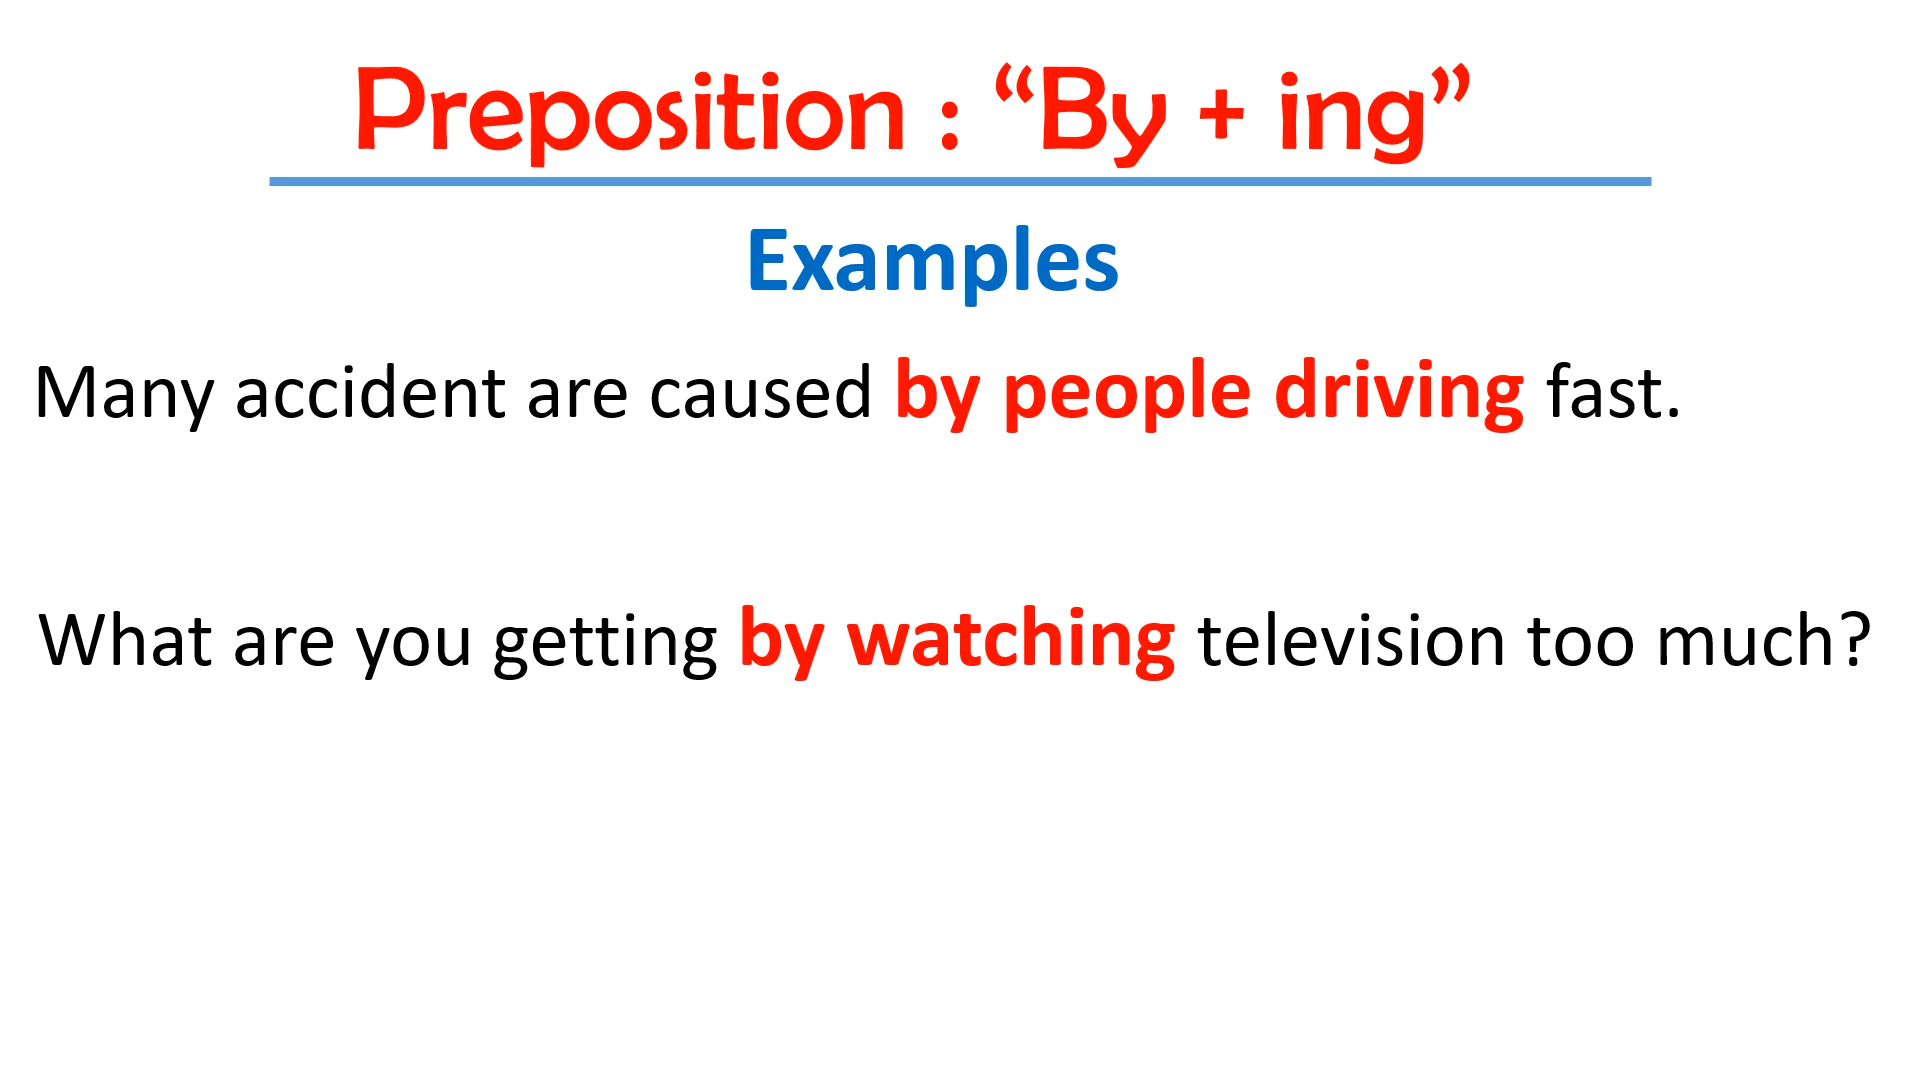 Preposition : “By + ing”
Examples
Many accident are caused by people driving fast.
What are you getting by watching television too much?